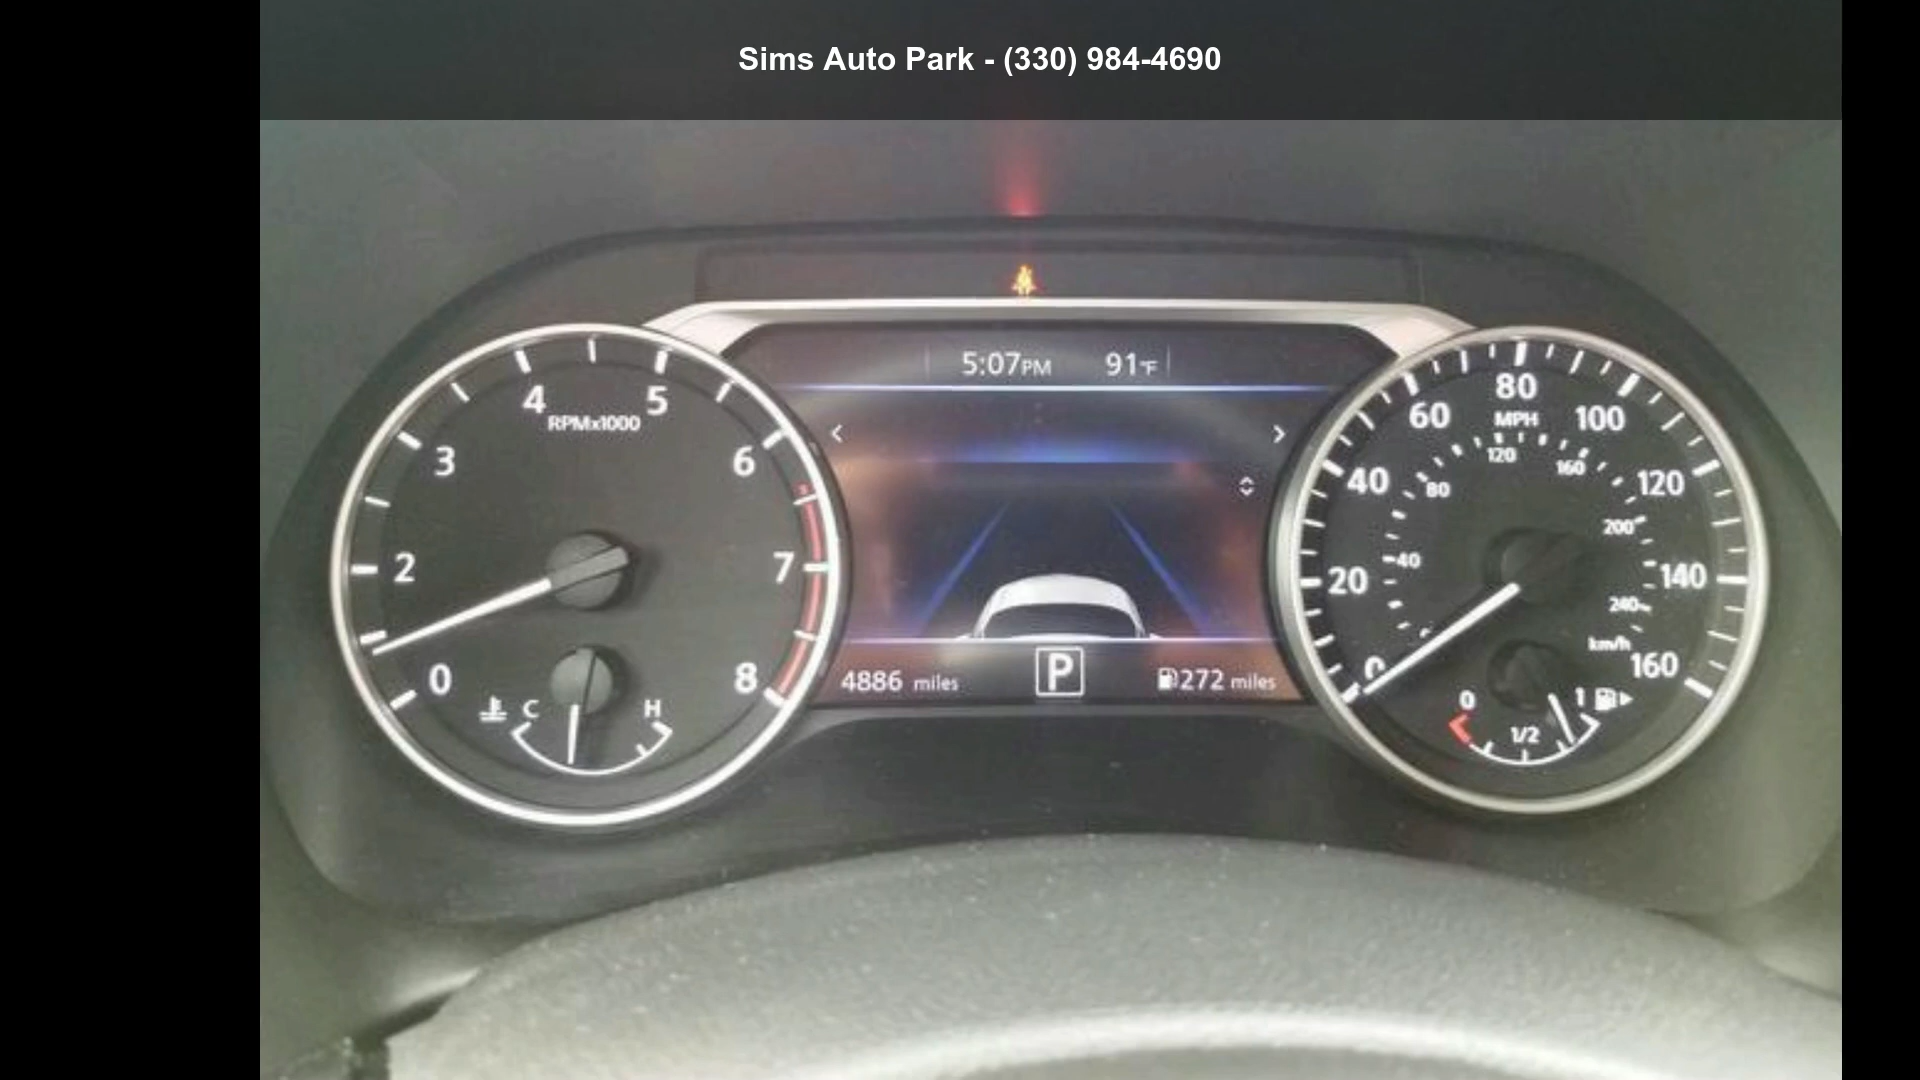 Sims Auto Park - (330) 984-4690
5:07PM 91°F
4 5
RPMx1000
3 6
2 7
0 8
C H
4886 miles P 272 miles
80
60 MPH 100
120 160
40 80 120
200
40
20 140
240
km/h
0 160
0 1
1/2